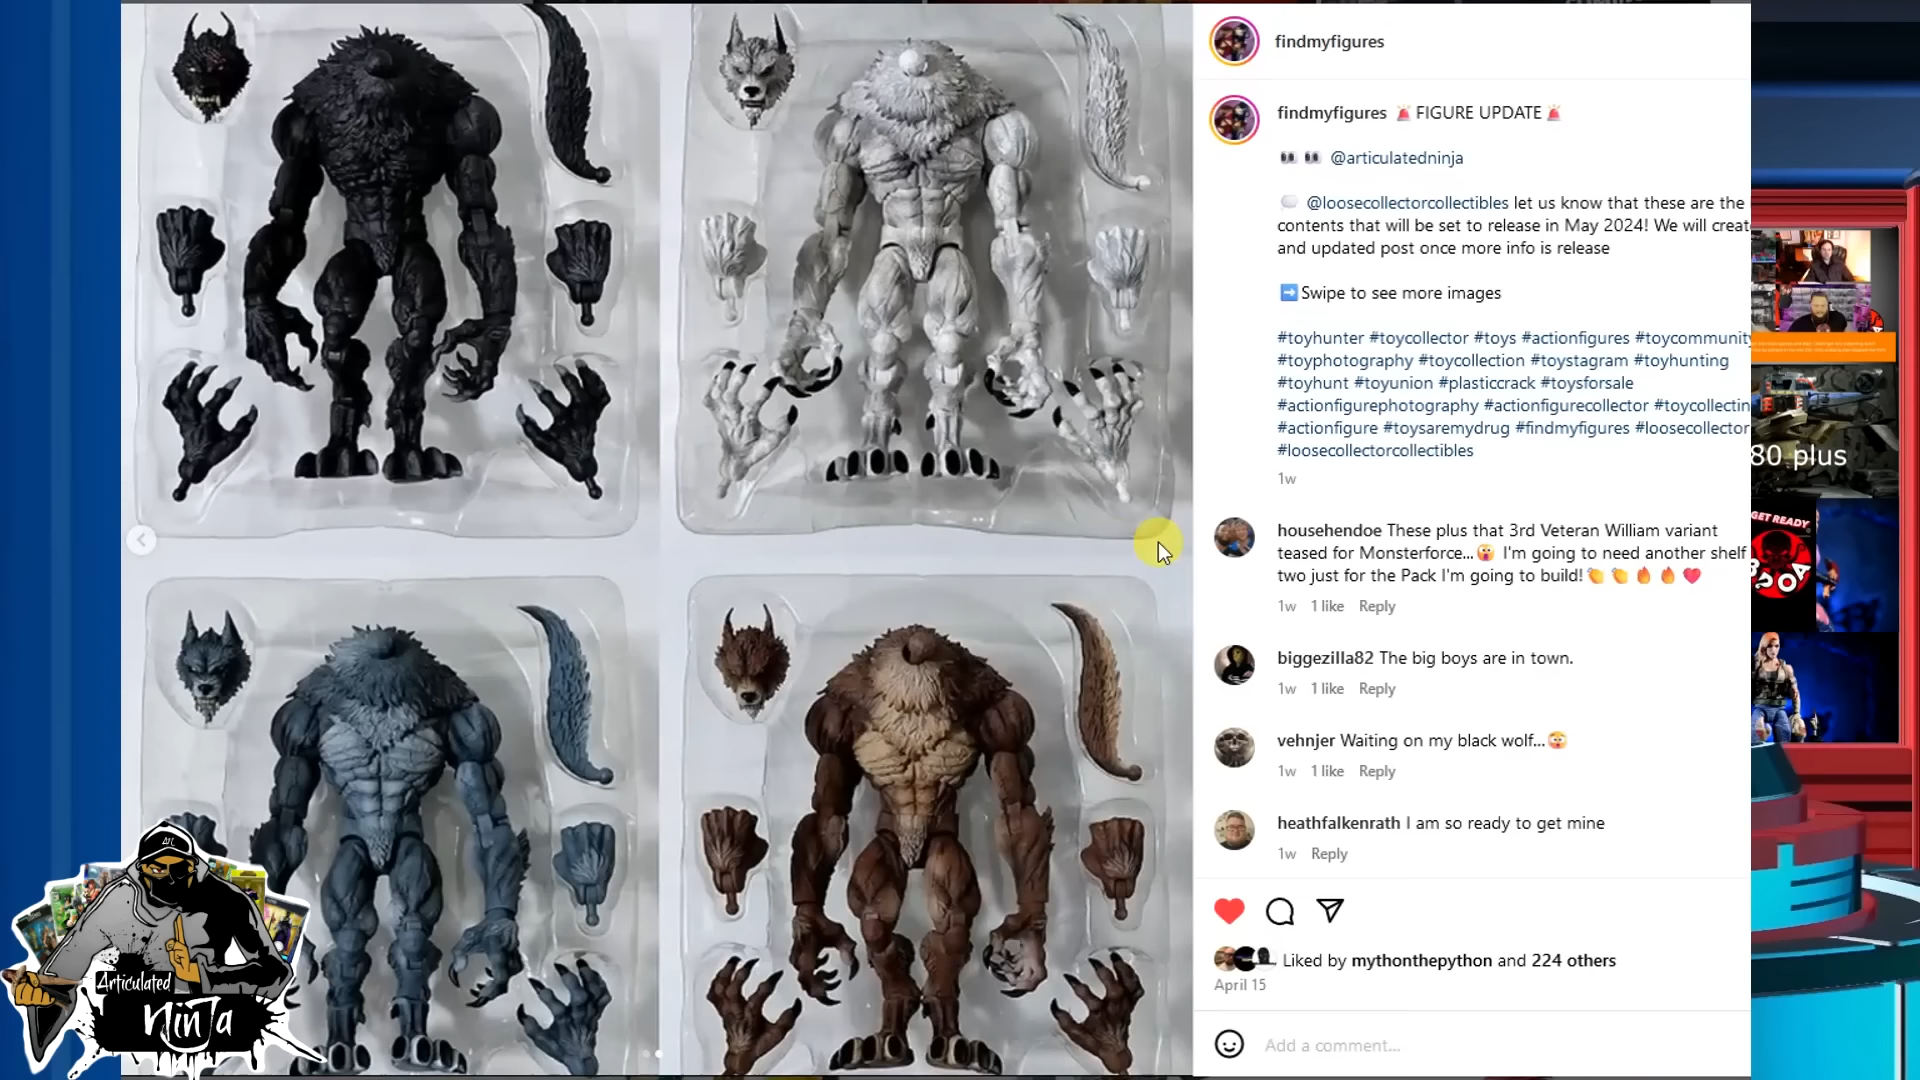 findmyfigures
findmyfigures 🚨FIGURE UPDATE🚨
👀 👀 @articulatedninja
💭 @loosecollectorcollectibles let us know that these are the
contents that will be set to release in May 2024! We will creat
and updated post once more info is release
➡️Swipe to see more images
#toyhunter #toycollector #toys #actionfigures #toycommunity
#toyphotography #toycollection #toystagram #toyhunting
#toyhunt #toyunion #plasticcrack #toysforsale
#actionfigurephotography #actionfigurecollector #toycollectin
#actionfigure #toysaremydrug #findmyfigures #loosecollector
#loosecollectorcollectibles
1w
househendoe These plus that 3rd Veteran William variant
teased for Monsterforce...😱 I'm going to need another shelf
two just for the Pack I'm going to build!👏 👏 🔥 🔥 ❤️
1w 1 like Reply
biggezilla82 The big boys are in town.
1w 1 like Reply
vehnjer Waiting on my black wolf...😱
1w 1 like Reply
heathfalkenrath I am so ready to get mine
1w Reply
Liked by mythonthepython and 224 others
April 15
Add a comment...
80 plus
GET READY
Articulated
NinJa